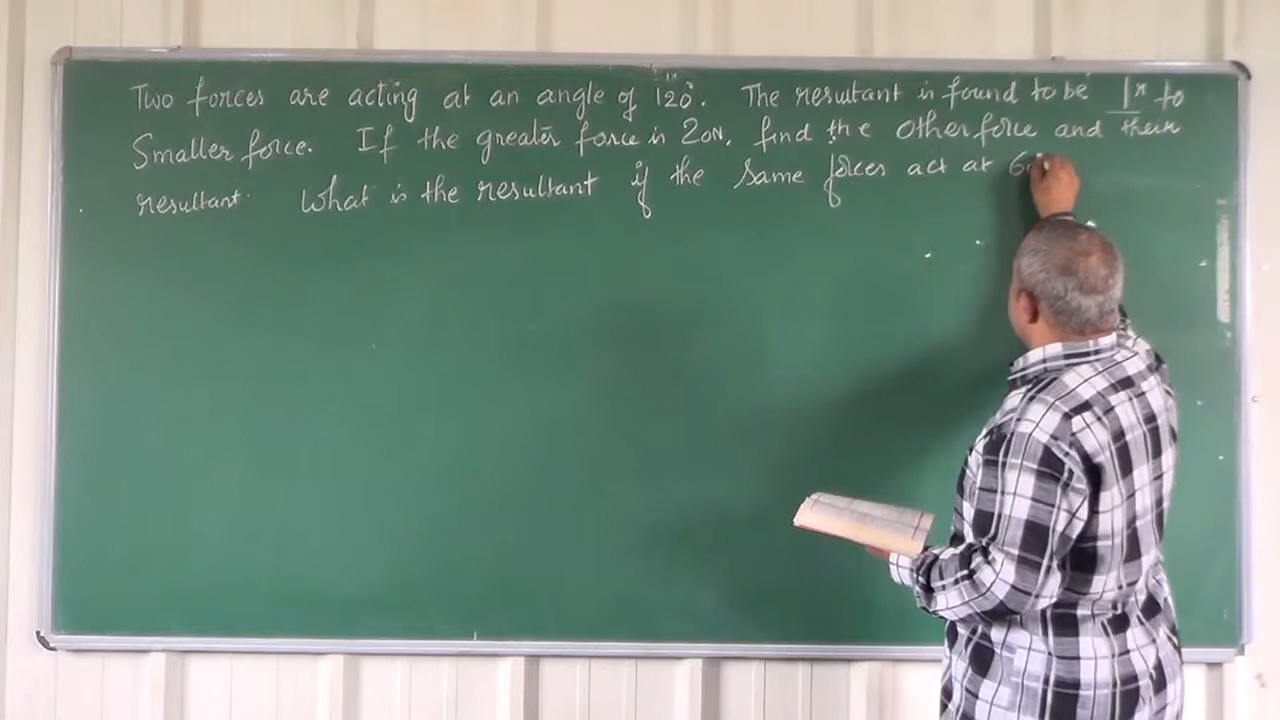 Two forces are acting at an angle of 120°. The resultant is found to be ⊥r to
Smaller force. If the greater force is 20N, find the other force and their
resultant. What is the resultant if the same forces act at 60